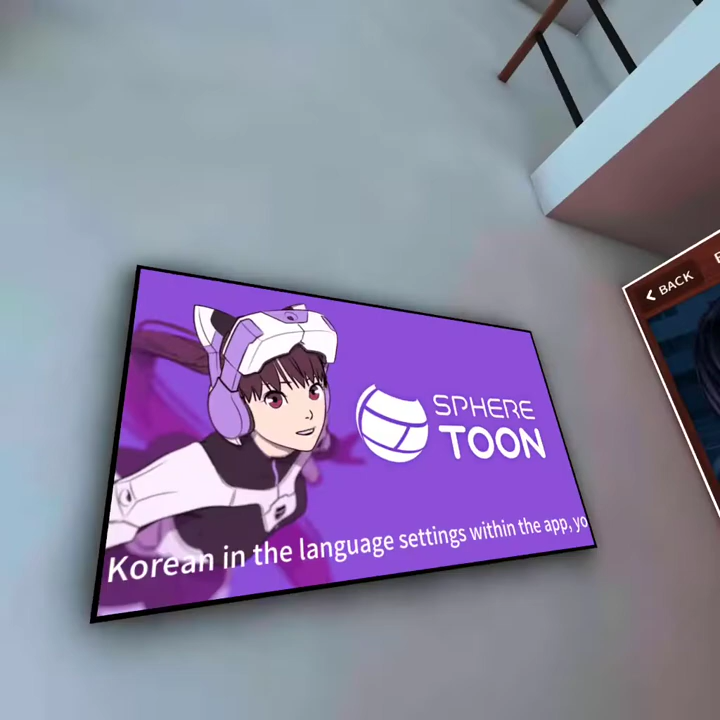 SPHERE
TOON
Korean in the language settings within the app, yo
BACK